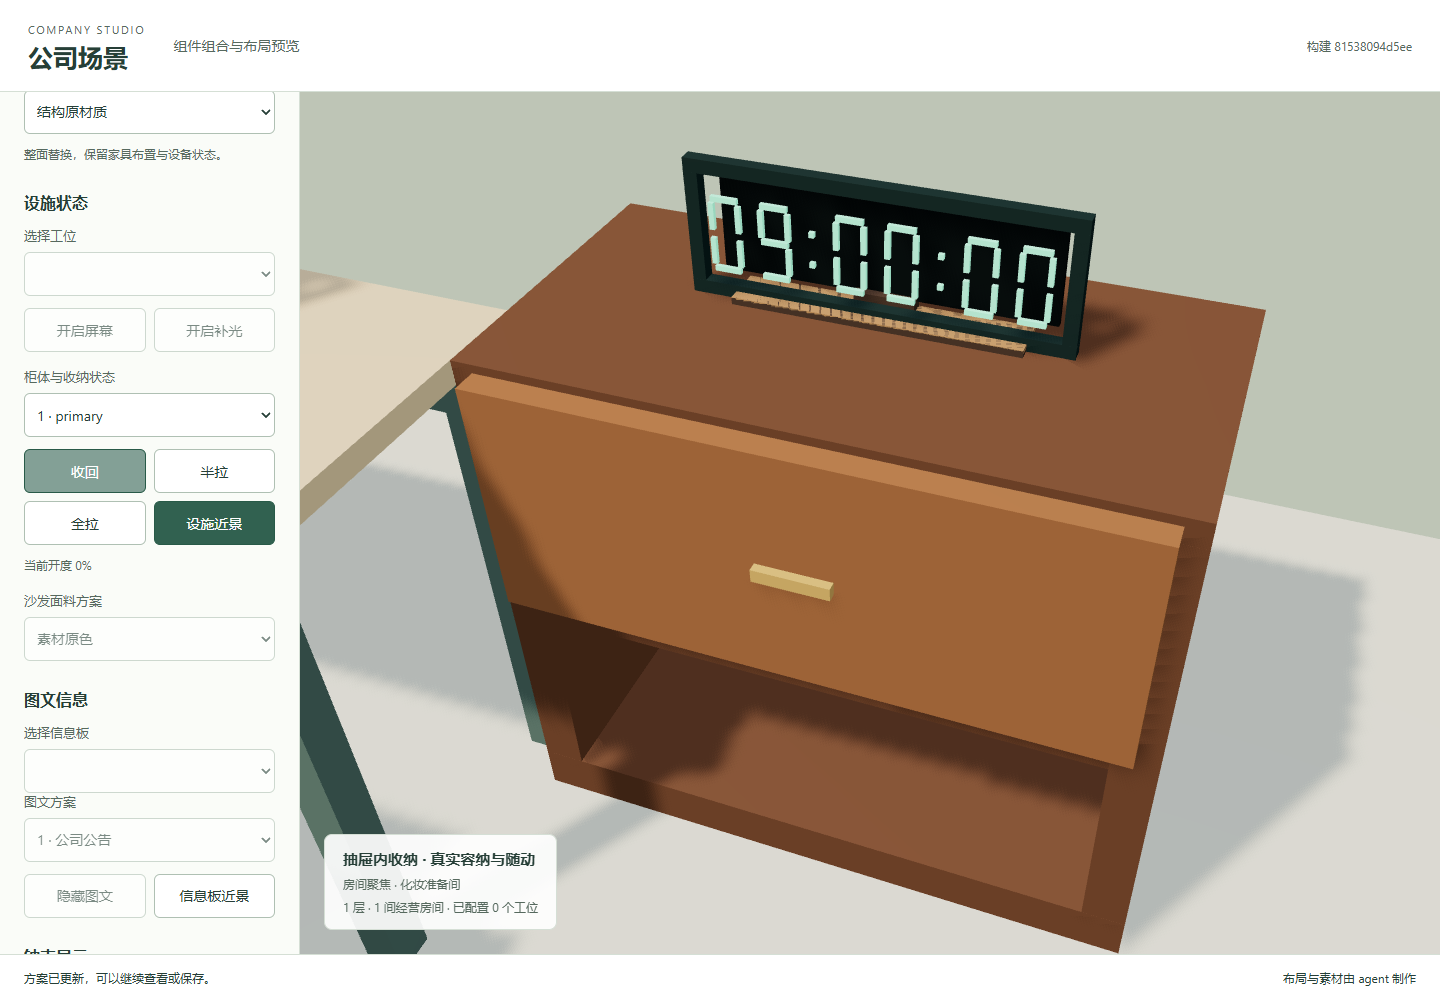 COMPANY STUDIO
公司场景
组件组合与布局预览
构建 81538094d5ee
结构原材质
整面替换，保留家具布置与设备状态。
设施状态
选择工位
开启屏幕
开启补光
柜体与收纳状态
1 · primary
收回
半拉
全拉
设施近景
当前开度 0%
沙发面料方案
素材原色
图文信息
选择信息板
图文方案
1 · 公司公告
隐藏图文
信息板近景
09:00:00
抽屉内收纳 · 真实容纳与随动
房间聚焦 · 化妆准备间
1 层 · 1 间经营房间 · 已配置 0 个工位
方案已更新，可以继续查看或保存。
布局与素材由 agent 制作